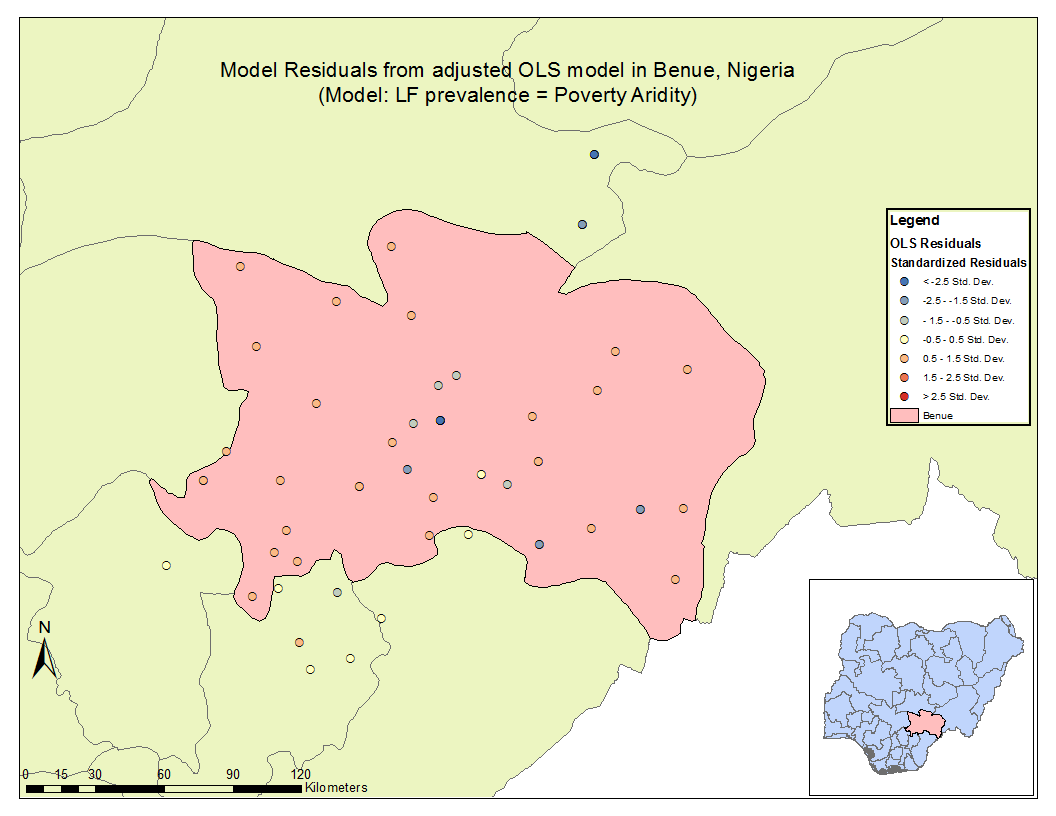 Model Residuals from adjusted OLS model in Benue, Nigeria
(Model: LF prevalence = Poverty Aridity)
Legend
OLS Residuals
Standardized Residuals
< -2.5 Std. Dev.
-2.5 - -1.5 Std. Dev.
- 1.5 - -0.5 Std. Dev.
-0.5 - 0.5 Std. Dev.
0.5 - 1.5 Std. Dev.
1.5 - 2.5 Std. Dev.
> 2.5 Std. Dev.
Benue
N
0 15 30 60 90 120
Kilometers